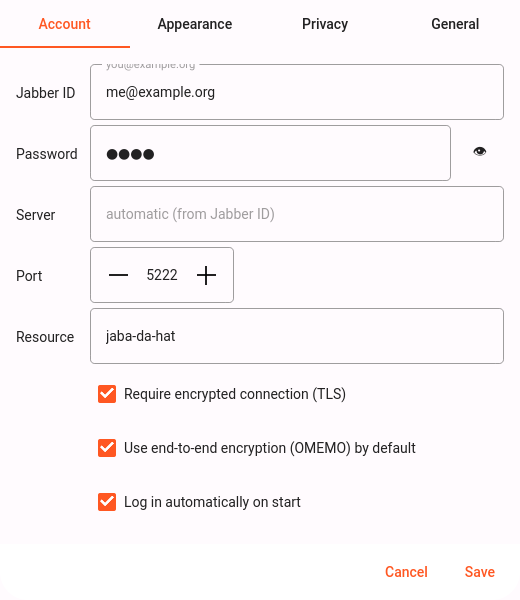 Account Appearance Privacy General
you@example.org
Jabber ID me@example.org
Password ●●●●
Server automatic (from Jabber ID)
Port 5222
Resource jaba-da-hat
Require encrypted connection (TLS)
Use end-to-end encryption (OMEMO) by default
Log in automatically on start
Cancel Save